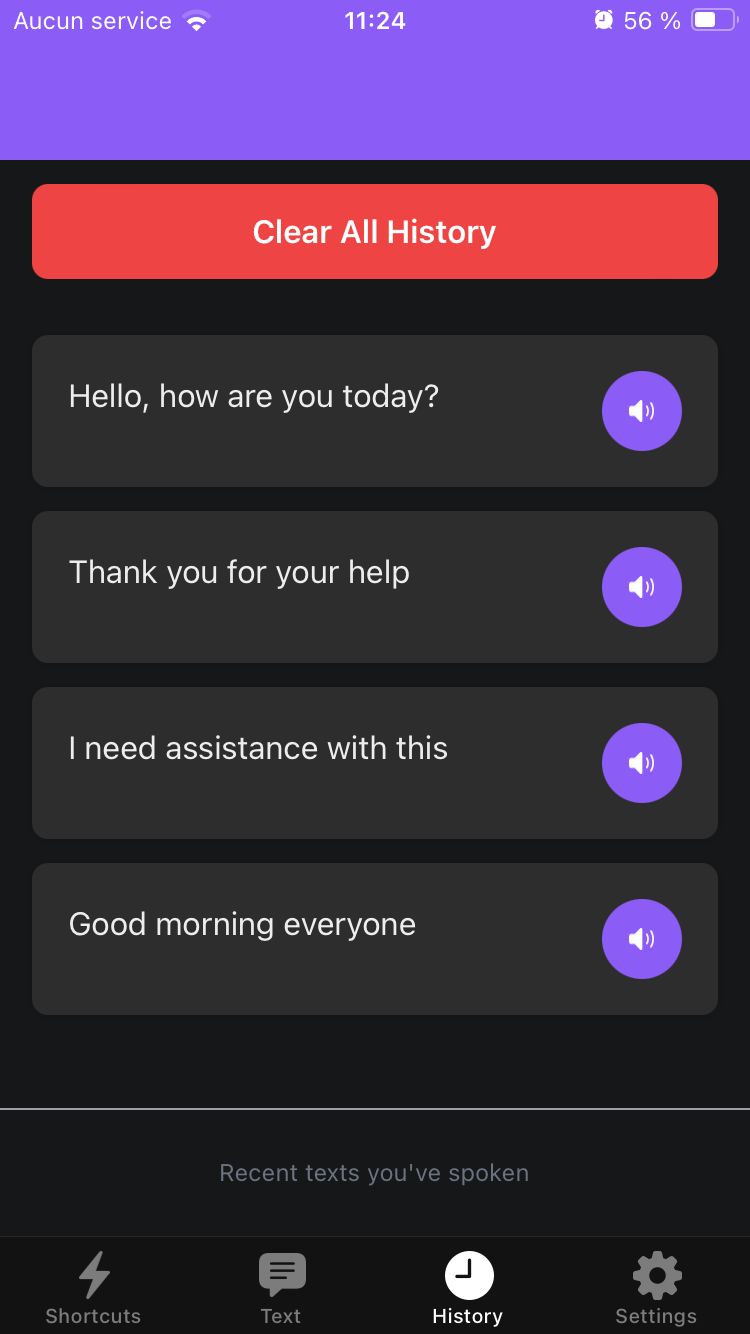 Aucun service 11:24 56 %
Clear All History
Hello, how are you today?
Thank you for your help
I need assistance with this
Good morning everyone
Recent texts you've spoken
Shortcuts Text History Settings